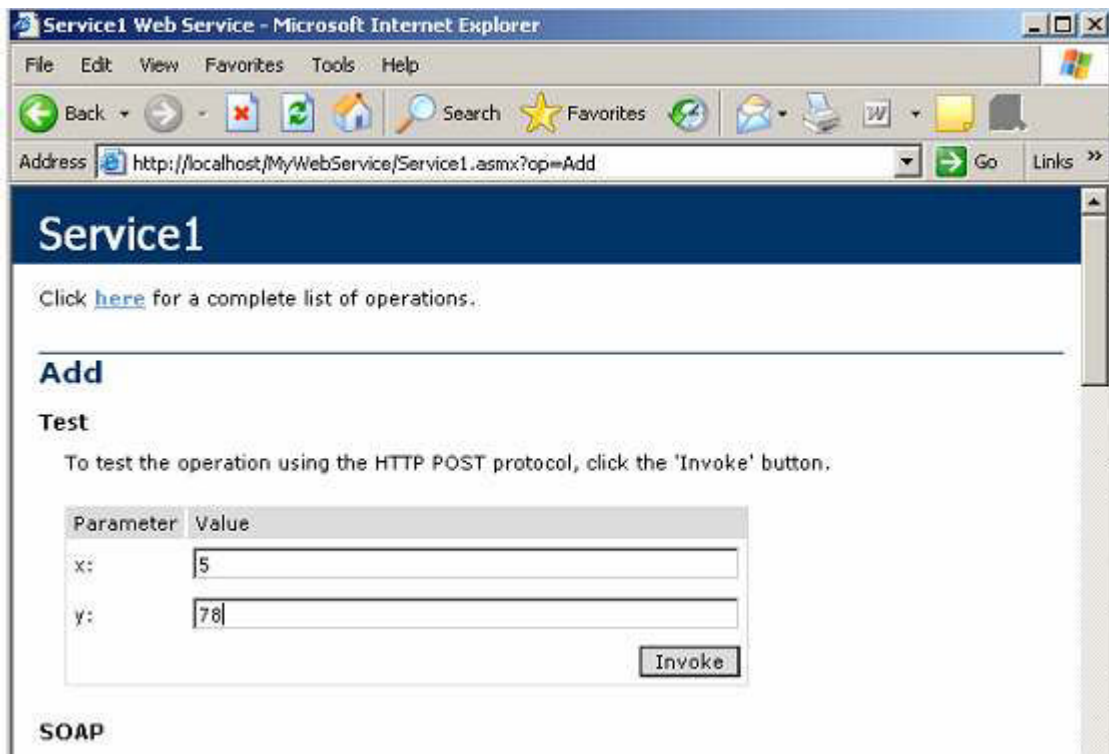 Service1 Web Service - Microsoft Internet Explorer
File Edit View Favorites Tools Help
Back Search Favorites W
Address http://localhost/MyWebService/Service1.asmx?op=Add Go Links »
Service1
Click here for a complete list of operations.
Add
Test
To test the operation using the HTTP POST protocol, click the 'Invoke' button.
Parameter Value
x: 5
y: 78
Invoke
SOAP